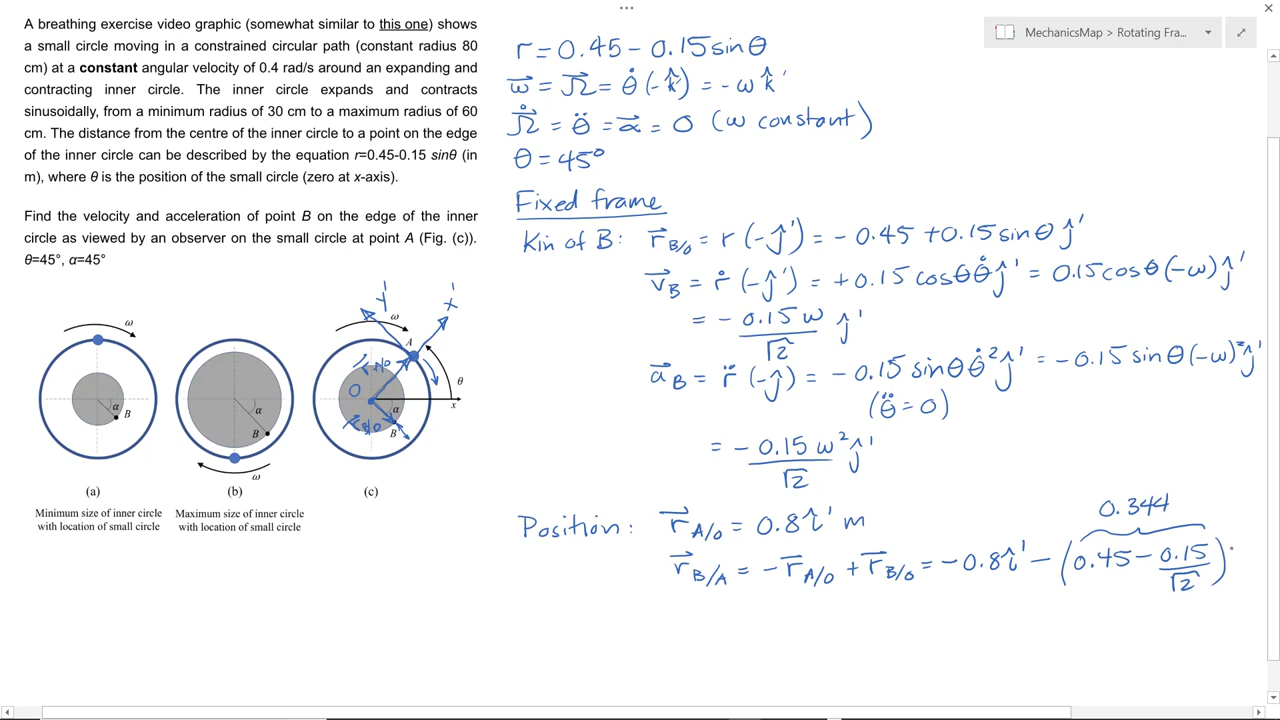 A breathing exercise video graphic (somewhat similar to this one) shows
a small circle moving in a constrained circular path (constant radius 80
cm) at a constant angular velocity of 0.4 rad/s around an expanding and
contracting inner circle. The inner circle expands and contracts
sinusoidally, from a minimum radius of 30 cm to a maximum radius of 60
cm. The distance from the centre of the inner circle to a point on the edge
of the inner circle can be described by the equation r=0.45-0.15 sinθ (in
m), where θ is the position of the small circle (zero at x-axis).
Find the velocity and acceleration of point B on the edge of the inner
circle as viewed by an observer on the small circle at point A (Fig. (c)).
θ=45°, α=45°
ω
α
B
(a)
Minimum size of inner circle
with location of small circle
α
B
ω
(b)
Maximum size of inner circle
with location of small circle
y'
x'
ω
A
r⃗A/O
O
θ
α
x
r⃗B/O
B
(c)
MechanicsMap > Rotating Fra...
r = 0.45 - 0.15 sinθ
ω⃗ = Ω⃗ = θ̇ (-k̂') = -ω k̂'
Ω⃗̇ = θ̈ = α⃗ = 0 (ω constant)
θ = 45°
Fixed frame
Kin of B: r⃗B/O = r (-ĵ') = - 0.45 + 0.15 sinθ ĵ'
v⃗B = ṙ (-ĵ') = + 0.15 cosθ θ̇ ĵ' = 0.15 cosθ (-ω) ĵ'
= - 0.15 ω / √2 ĵ'
a⃗B = r̈ (-ĵ) = - 0.15 sinθ θ̇² ĵ' = - 0.15 sinθ (-ω)² ĵ'
(θ̈ = 0)
= - 0.15 ω² / √2 ĵ'
Position: r⃗A/O = 0.8 î' m
0.344
r⃗B/A = - r⃗A/O + r⃗B/O = - 0.8 î' - (0.45 - 0.15 / √2)